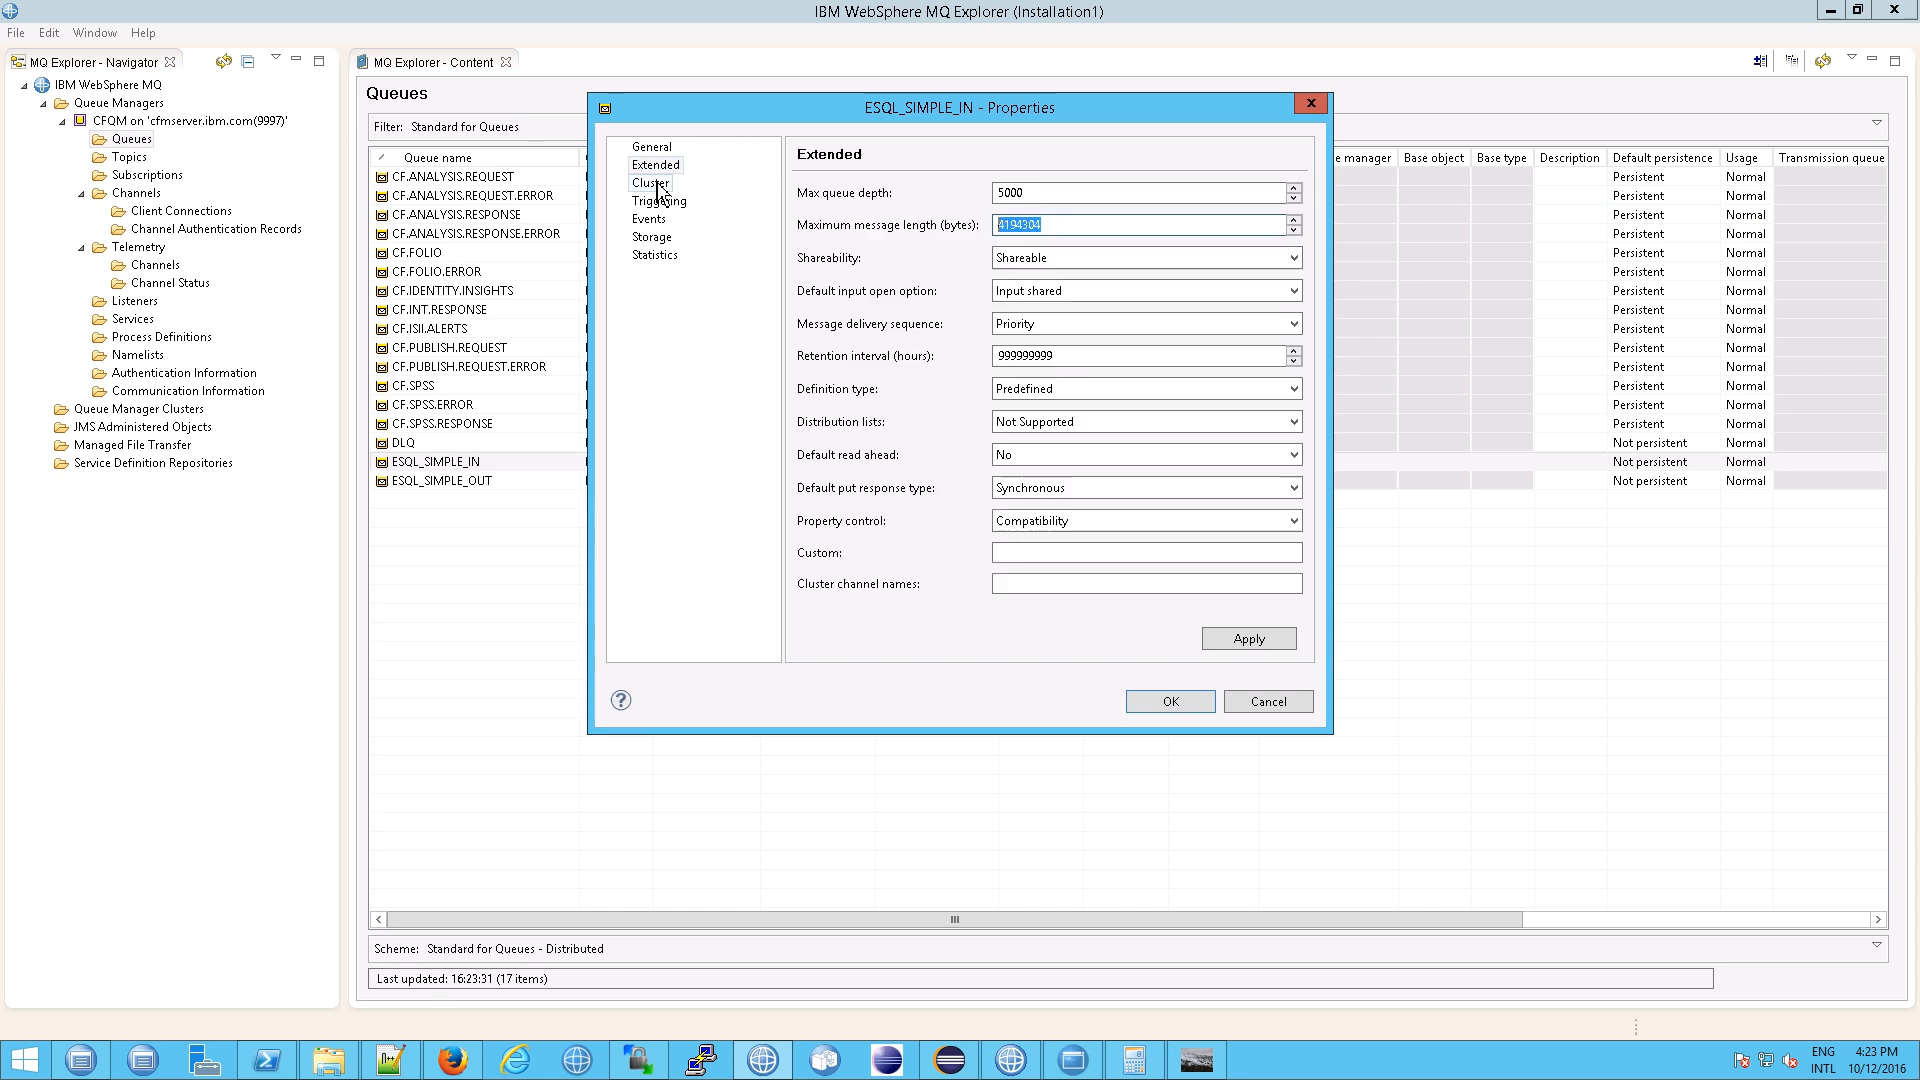 IBM WebSphere MQ Explorer (Installation1)
File Edit Window Help
MQ Explorer - Navigator
IBM WebSphere MQ
Queue Managers
CFQM on 'cfmserver.ibm.com(9997)'
Queues
Topics
Subscriptions
Channels
Client Connections
Channel Authentication Records
Telemetry
Channels
Channel Status
Listeners
Services
Process Definitions
Namelists
Authentication Information
Communication Information
Queue Manager Clusters
JMS Administered Objects
Managed File Transfer
Service Definition Repositories
MQ Explorer - Content
Queues
Filter: Standard for Queues
Queue name
CF.ANALYSIS.REQUEST
CF.ANALYSIS.REQUEST.ERROR
CF.ANALYSIS.RESPONSE
CF.ANALYSIS.RESPONSE.ERROR
CF.FOLIO
CF.FOLIO.ERROR
CF.IDENTITY.INSIGHTS
CF.INT.RESPONSE
CF.ISII.ALERTS
CF.PUBLISH.REQUEST
CF.PUBLISH.REQUEST.ERROR
CF.SPSS
CF.SPSS.ERROR
CF.SPSS.RESPONSE
DLQ
ESQL_SIMPLE_IN
ESQL_SIMPLE_OUT
ESQL_SIMPLE_IN - Properties
General
Extended
Cluster
Triggering
Events
Storage
Statistics
Extended
Max queue depth: 5000
Maximum message length (bytes): 4194304
Shareability: Shareable
Default input open option: Input shared
Message delivery sequence: Priority
Retention interval (hours): 999999999
Definition type: Predefined
Distribution lists: Not Supported
Default read ahead: No
Default put response type: Synchronous
Property control: Compatibility
Custom:
Cluster channel names:
Apply
OK Cancel
e manager Base object Base type Description Default persistence Usage Transmission queue
Persistent Normal
Persistent Normal
Persistent Normal
Persistent Normal
Persistent Normal
Persistent Normal
Persistent Normal
Persistent Normal
Persistent Normal
Persistent Normal
Persistent Normal
Persistent Normal
Persistent Normal
Persistent Normal
Not persistent Normal
Not persistent Normal
Not persistent Normal
Scheme: Standard for Queues - Distributed
Last updated: 16:23:31 (17 items)
ENG 4:23 PM
INTL 10/12/2016